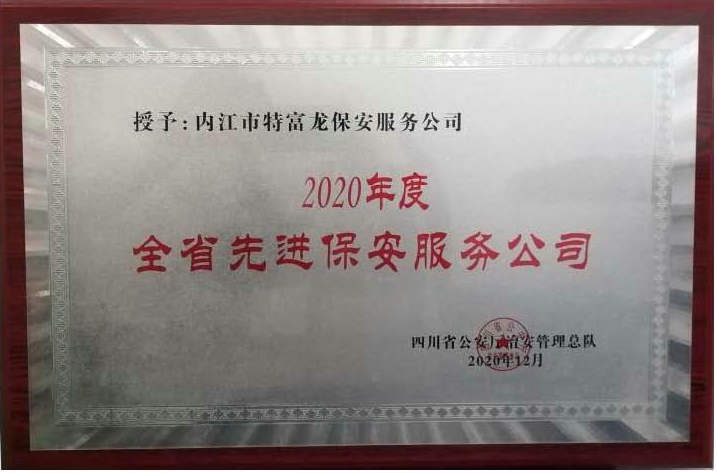 授予:内江市特富龙保安服务公司
2020年度
全省先进保安服务公司
四川省公安厅治安管理总队
2020年12月